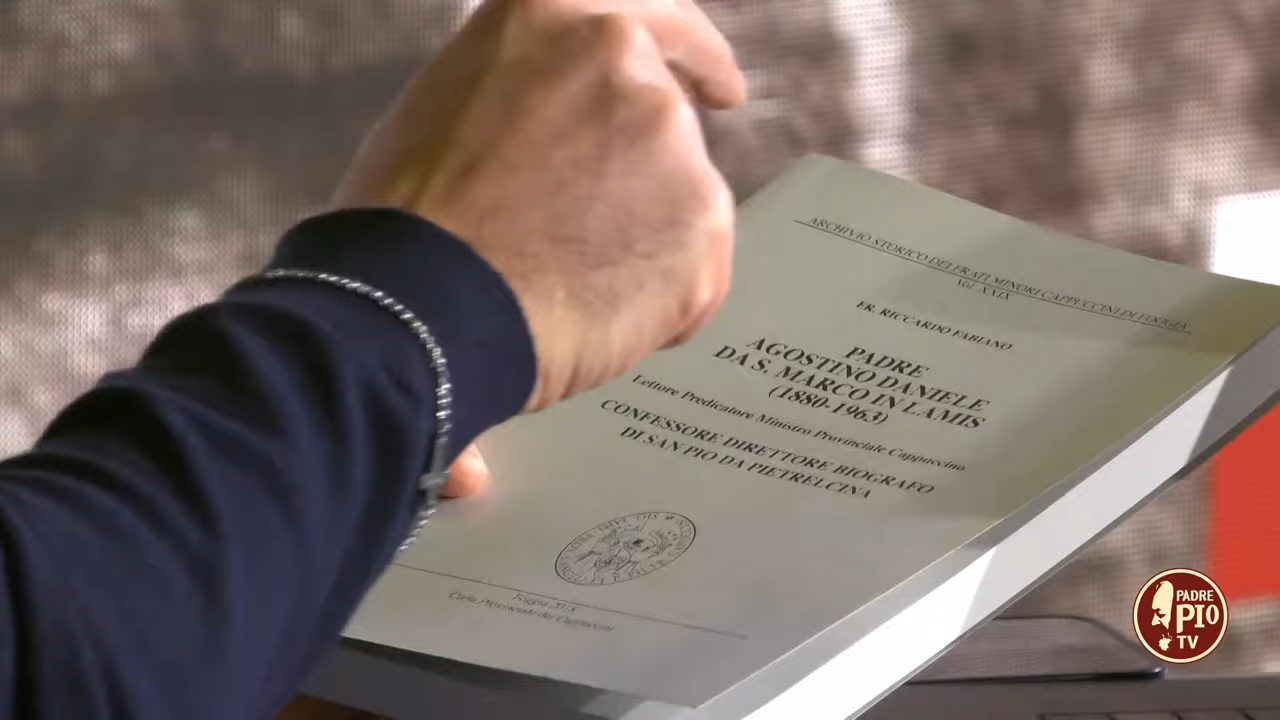 ARCHIVIO STORICO DEI FRATI MINORI CAPPUCCINI DI FOGGIA
Vol. XXIX
FR. RICCARDO FABIANO
PADRE
AGOSTINO DANIELE
DA S. MARCO IN LAMIS
(1880-1963)
Lettore Predicatore Ministro Provinciale Cappuccino
CONFESSORE DIRETTORE BIOGRAFO
DI SAN PIO DA PIETRELCINA
Foggia
Curia Provinciale dei Cappuccini
PADRE
PIO
TV